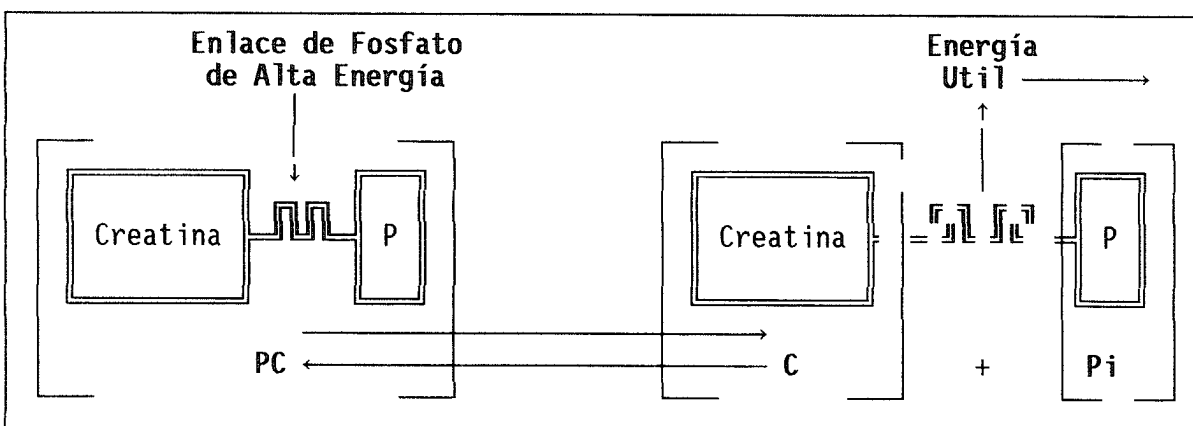 Enlace de Fosfato
de Alta Energía
Energía
Util
Creatina
P
Creatina
P
PC
C
+
Pi